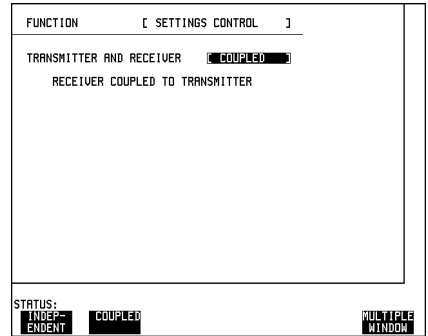 FUNCTION [ SETTINGS CONTROL ]
TRANSMITTER AND RECEIVER [ COUPLED ]
RECEIVER COUPLED TO TRANSMITTER
STATUS:
INDEP- COUPLED MULTIPLE
ENDENT WINDOW